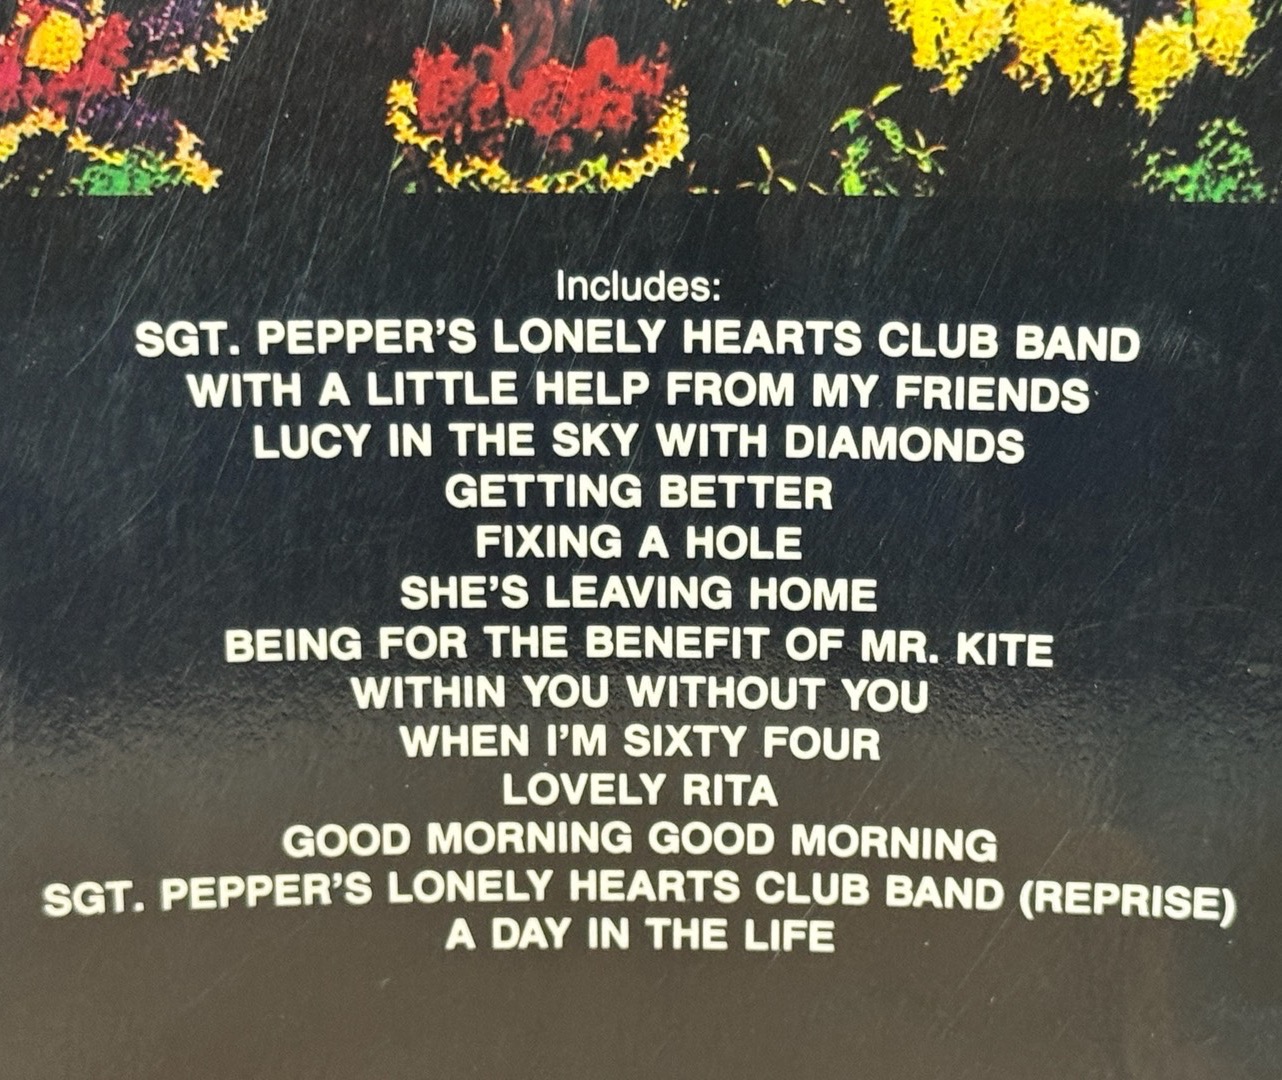 Includes:
SGT. PEPPER’S LONELY HEARTS CLUB BAND
WITH A LITTLE HELP FROM MY FRIENDS
LUCY IN THE SKY WITH DIAMONDS
GETTING BETTER
FIXING A HOLE
SHE’S LEAVING HOME
BEING FOR THE BENEFIT OF MR. KITE
WITHIN YOU WITHOUT YOU
WHEN I’M SIXTY FOUR
LOVELY RITA
GOOD MORNING GOOD MORNING
SGT. PEPPER’S LONELY HEARTS CLUB BAND (REPRISE)
A DAY IN THE LIFE